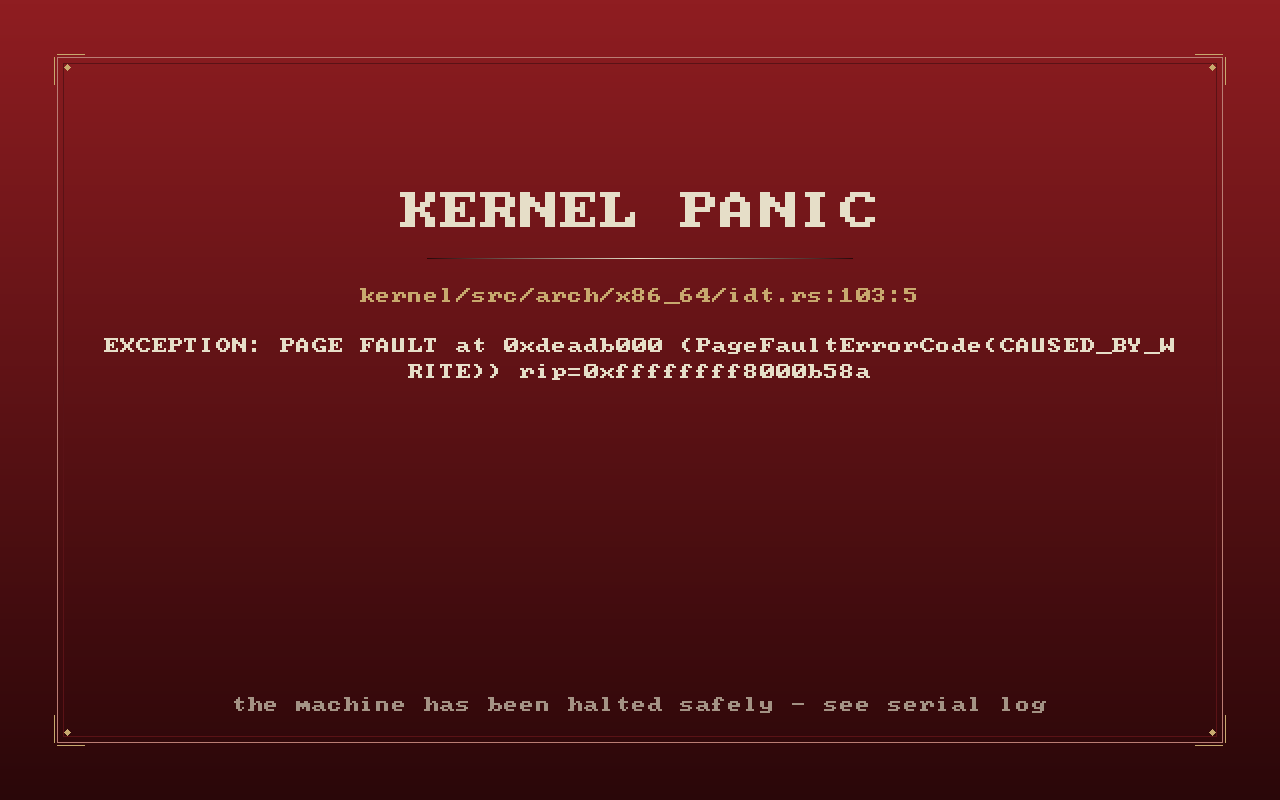 KERNEL PANIC
kernel/src/arch/x86_64/idt.rs:103:5
EXCEPTION: PAGE FAULT at 0xdeadb000 (PageFaultErrorCode(CAUSED_BY_W
RITE)) rip=0xffffffff8000b58a
the machine has been halted safely - see serial log